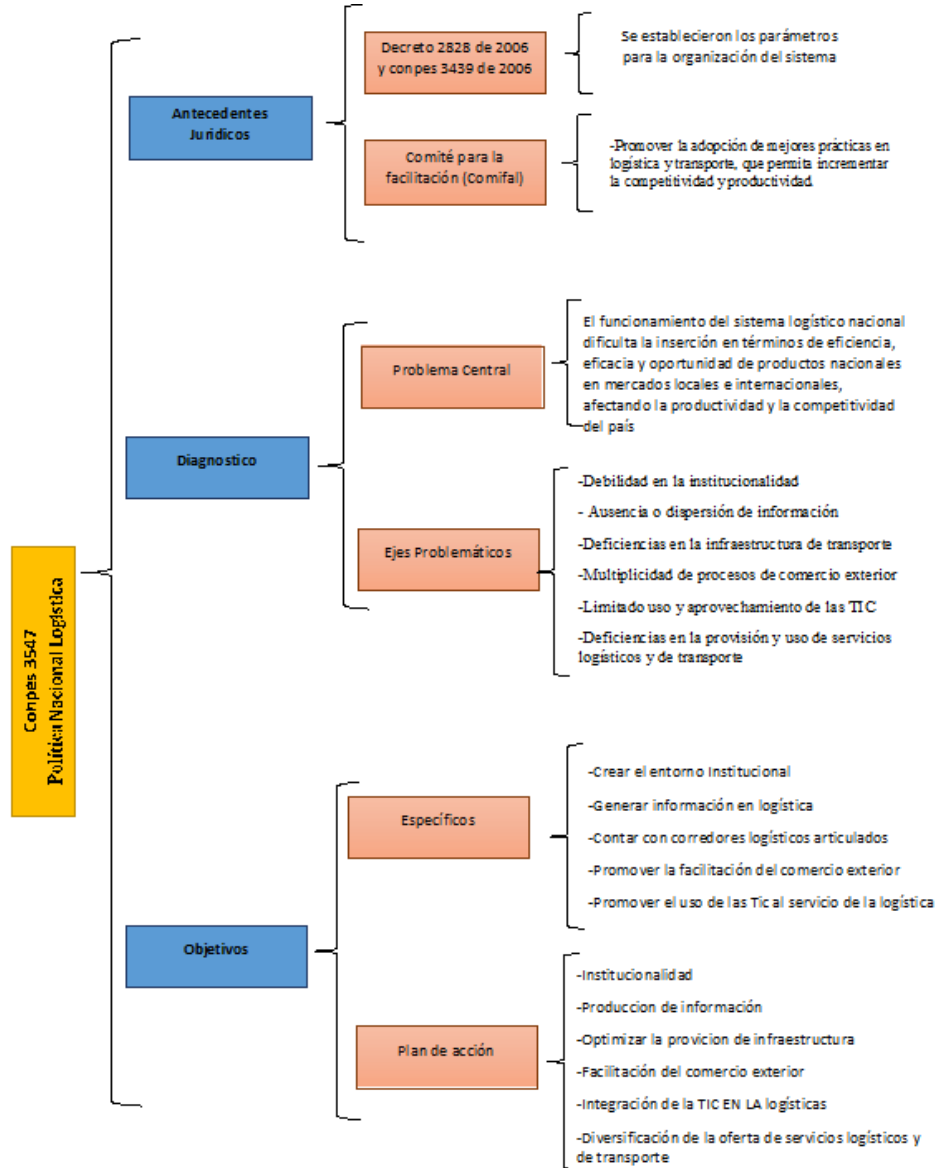 Conpes 3547
Política Nacional Logística
Antecedentes
Juridicos
Decreto 2828 de 2006
y conpes 3439 de 2006
Se establecieron los parámetros
para la organización del sistema
Comité para la
facilitación (Comifal)
-Promover la adopción de mejores prácticas en
logística y transporte, que permita incrementar
la competitividad y productividad.
Diagnostico
Problema Central
El funcionamiento del sistema logístico nacional
dificulta la inserción en términos de eficiencia,
eficacia y oportunidad de productos nacionales
en mercados locales e internacionales,
afectando la productividad y la competitividad
del país
Ejes Problemáticos
-Debilidad en la institucionalidad
- Ausencia o dispersión de información
-Deficiencias en la infraestructura de transporte
-Multiplicidad de procesos de comercio exterior
-Limitado uso y aprovechamiento de las TIC
-Deficiencias en la provisión y uso de servicios
logísticos y de transporte
Objetivos
Específicos
-Crear el entorno Institucional
-Generar información en logística
-Contar con corredores logísticos articulados
-Promover la facilitación del comercio exterior
-Promover el uso de las Tic al servicio de la logística
Plan de acción
-Institucionalidad
-Produccion de información
-Optimizar la provicion de infraestructura
-Facilitación del comercio exterior
-Integración de la TIC EN LA logísticas
-Diversificación de la oferta de servicios logísticos y
de transporte